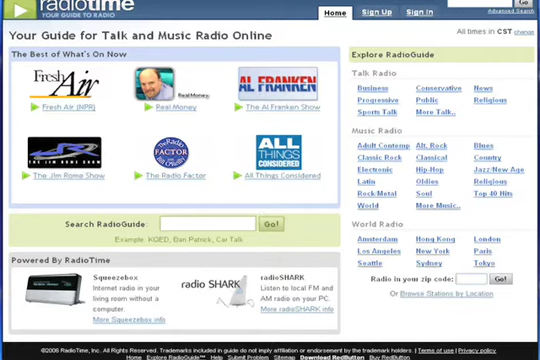 radiotime
YOUR GUIDE TO RADIO
Home Sign Up Sign In
Go
Advanced Search
Your Guide for Talk and Music Radio Online
All times in CST change
The Best of What's On Now
Fresh Air
Real Money
AL FRANKEN
Fresh Air (NPR)
Real Money
The Al Franken Show
THE JIM ROME SHOW
The Radio FACTOR
ALL THINGS CONSIDERED
The Jim Rome Show
The Radio Factor
All Things Considered
Search RadioGuide: Go!
Example: KQED, Dan Patrick, Car Talk
Powered By RadioTime
Squeezebox
Internet radio in your
living room without a
computer.
More Squeezebox info
radio SHARK
radioSHARK
Listen to local FM and
AM radio on your PC.
More radioSHARK info
Explore RadioGuide
Talk Radio
Business Conservative News
Progressive Public Religious
Sports Talk More Talk..
Music Radio
Adult Contemp Alt. Rock Blues
Classic Rock Classical Country
Electronic Hip-Hop Jazz/New Age
Latin Oldies Religious
Rock/Metal Soul Top 40 Hits
World More Music..
World Radio
Amsterdam Hong Kong London
Los Angeles New York Paris
Seattle Sydney Tokyo
Radio in your zip code: Go!
Or Browse Stations by Location
©2006 RadioTime, Inc. All Rights Reserved. Trademarks included in guide do not imply affiliation or endorsement by the trademark holders. | Terms of use | Privacy policy
Home Explore RadioGuide™ Help Submit Problem Sitemap Download RedButton Buy RedButton